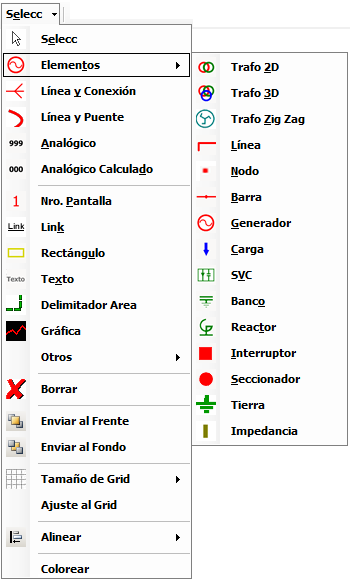 Selecc
Selecc
Elementos
Línea y Conexión
Línea y Puente
999 Analógico
000 Analógico Calculado
1 Nro. Pantalla
Link Link
Rectángulo
Texto Texto
Delimitador Area
Gráfica
Otros
Borrar
Enviar al Frente
Enviar al Fondo
Tamaño de Grid
Ajuste al Grid
Alinear
Colorear
Trafo 2D
Trafo 3D
Trafo Zig Zag
Línea
Nodo
Barra
Generador
Carga
SVC
Banco
Reactor
Interruptor
Seccionador
Tierra
Impedancia